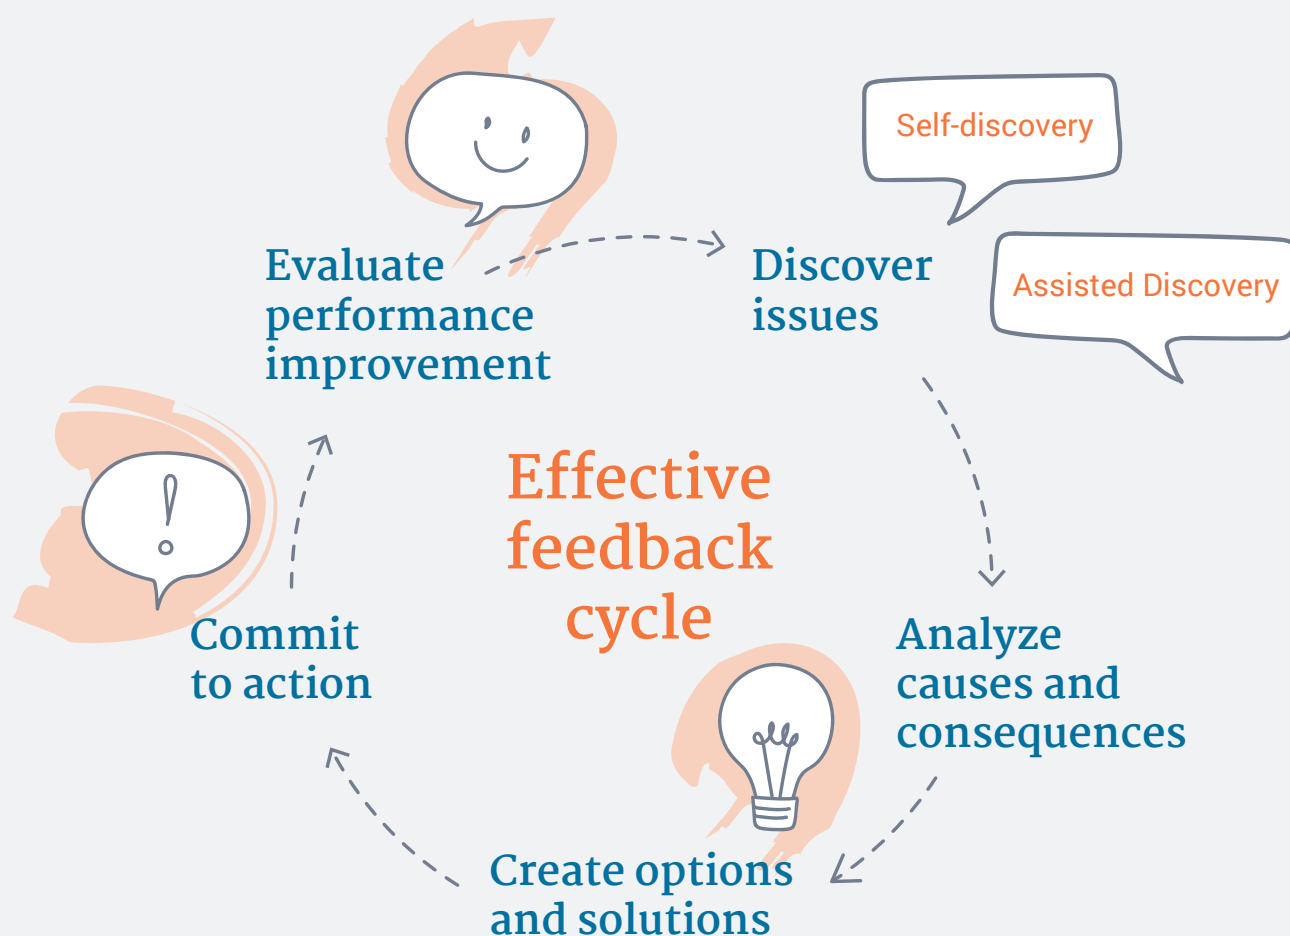 Self-discovery
Assisted Discovery
Evaluate
performance
improvement
Discover
issues
Effective
feedback
cycle
Commit
to action
Analyze
causes and
consequences
Create options
and solutions